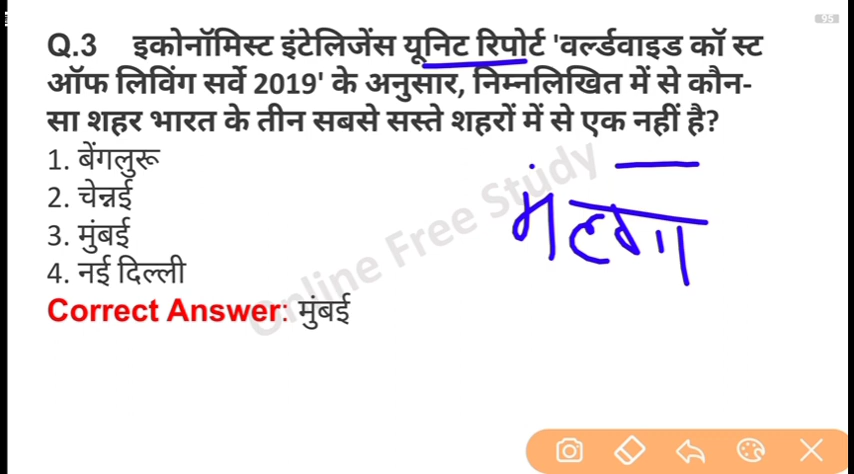 95
Q.3 इकोनॉमिस्ट इंटेलिजेंस यूनिट रिपोर्ट 'वर्ल्डवाइड कॉ स्ट
ऑफ लिविंग सर्वे 2019' के अनुसार, निम्नलिखित में से कौन-
सा शहर भारत के तीन सबसे सस्ते शहरों में से एक नहीं है?
1. बेंगलुरू
2. चेन्नई
3. मुंबई
4. नई दिल्ली
Correct Answer: मुंबई
Online Free Study